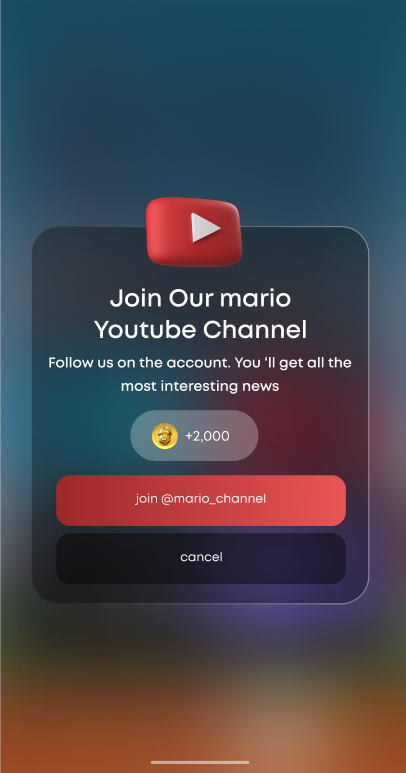 Join Our mario
Youtube Channel
Follow us on the account. You ‘ll get all the
most interesting news
+2,000
join @mario_channel
cancel